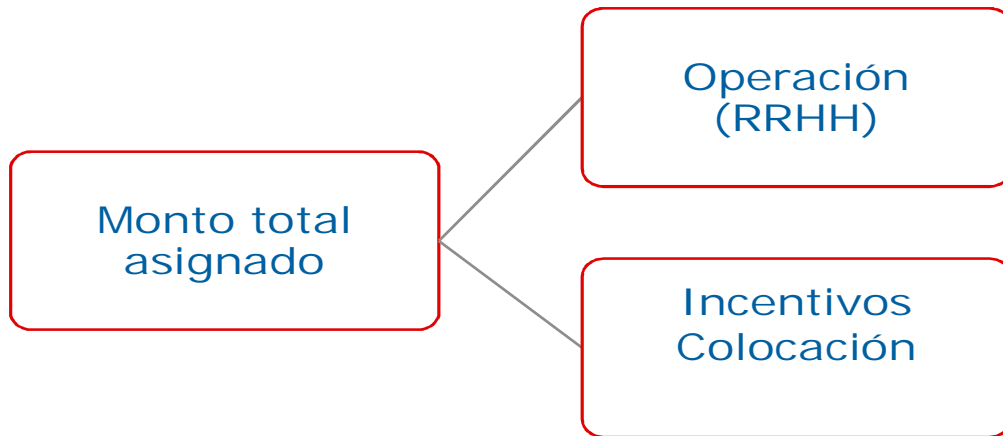 Operación
(RRHH)
Monto total
asignado
Incentivos
Colocación